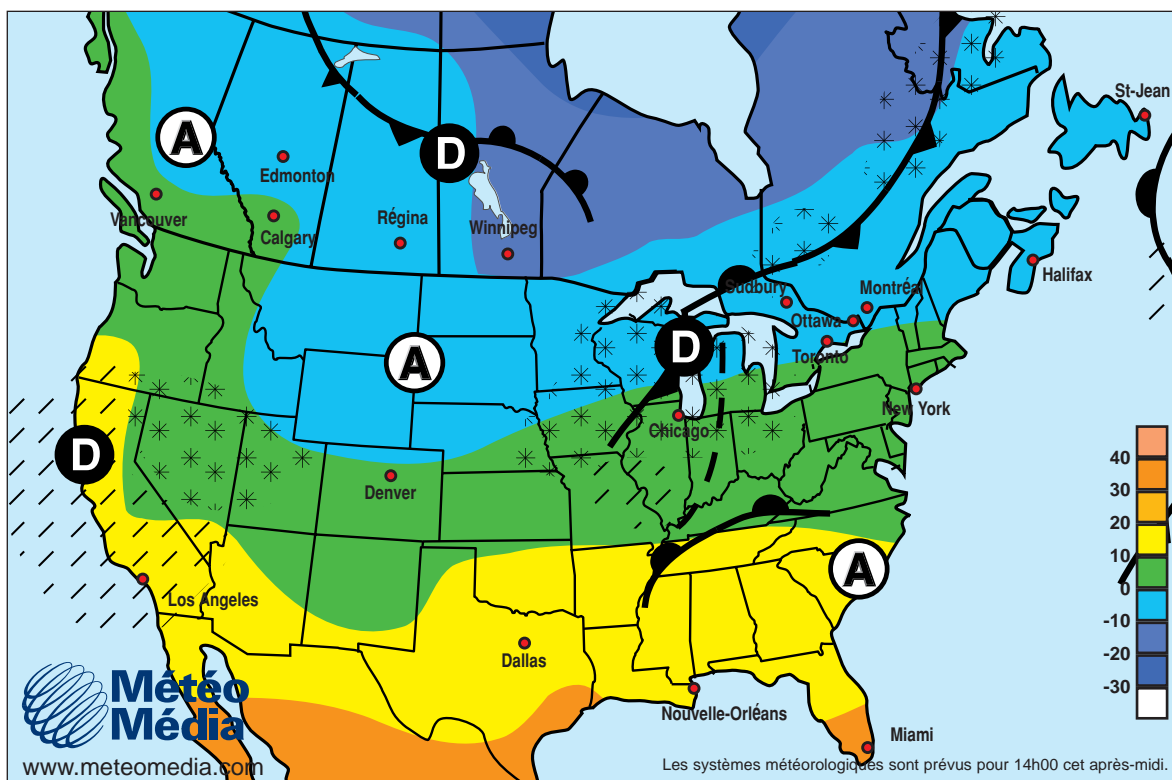 St-Jean
A
D
Edmonton
Vancouver
Calgary
Régina
Winnipeg
Halifax
Sudbury
Montréal
Ottawa
D
Toronto
A
New York
Chicago
D
Denver
40
30
20
10
0
-10
-20
-30
A
Los Angeles
Dallas
Nouvelle-Orléans
Miami
Météo
Média
www.meteomedia.com
Les systèmes météorologiques sont prévus pour 14h00 cet après-midi.